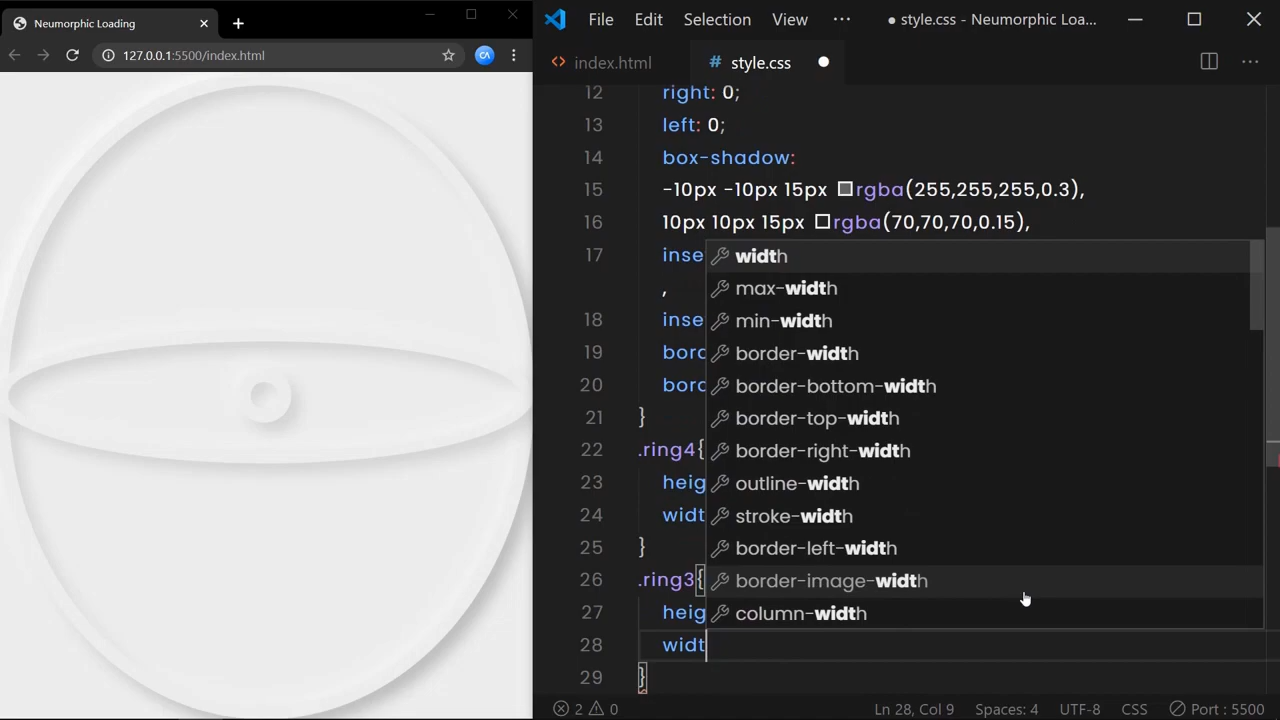 Neumorphic Loading
127.0.0.1:5500/index.html
File Edit Selection View ● style.css - Neumorphic Loa...
index.html # style.css
12 right: 0;
13 left: 0;
14 box-shadow:
15 -10px -10px 15px rgba(255,255,255,0.3),
16 10px 10px 15px rgba(70,70,70,0.15),
17 inse
,
18 inse
19 bord
20 bord
21 }
22 .ring4{
23 heig
24 widt
25 }
26 .ring3{
27 heig
28 widt
29 }
width
max-width
min-width
border-width
border-bottom-width
border-top-width
border-right-width
outline-width
stroke-width
border-left-width
border-image-width
column-width
2 0 Ln 28, Col 9 Spaces: 4 UTF-8 CSS Port : 5500